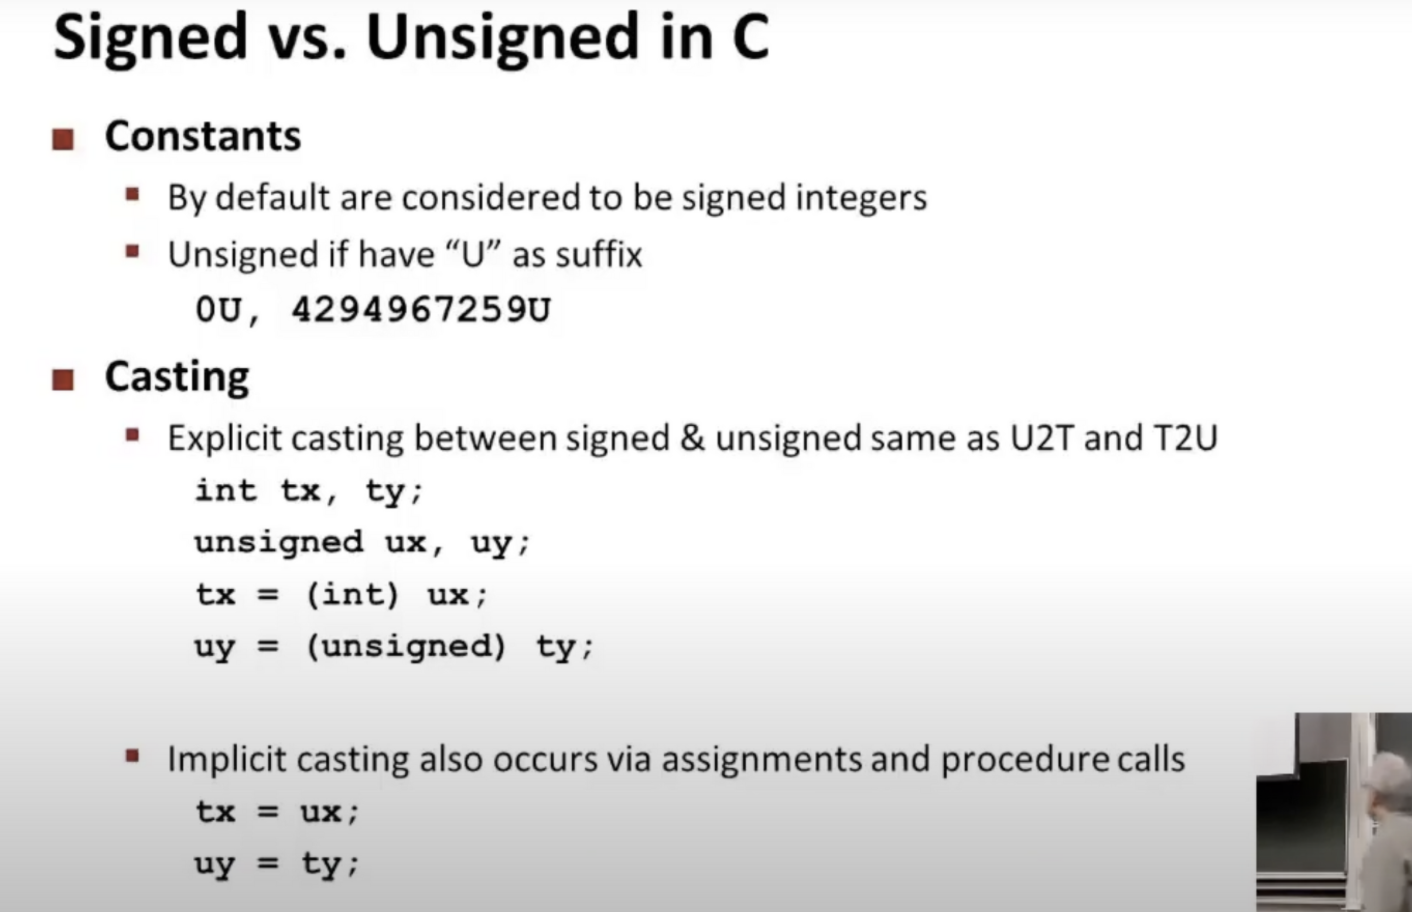 Signed vs. Unsigned in C
Constants
By default are considered to be signed integers
Unsigned if have “U” as suffix
0U, 4294967259U
Casting
Explicit casting between signed & unsigned same as U2T and T2U
int tx, ty;
unsigned ux, uy;
tx = (int) ux;
uy = (unsigned) ty;
Implicit casting also occurs via assignments and procedure calls
tx = ux;
uy = ty;